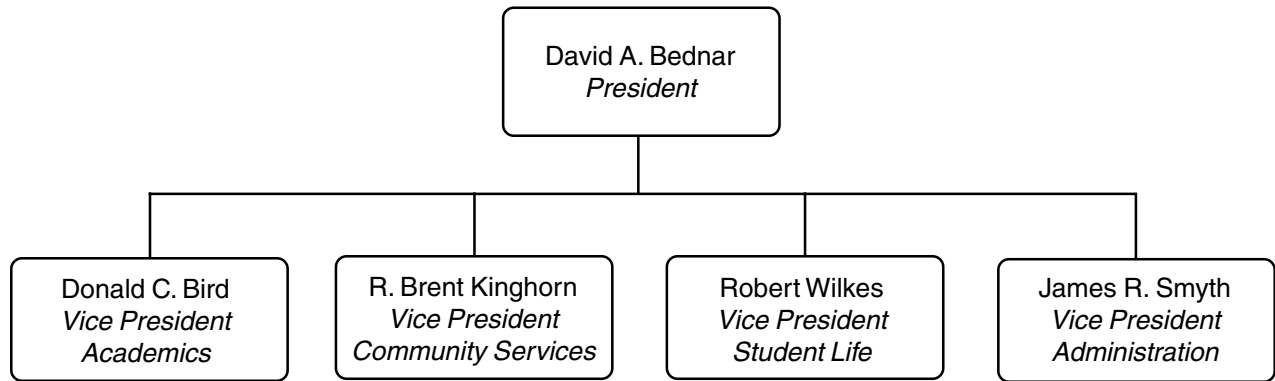 David A. Bednar
President
Donald C. Bird
Vice President
Academics
R. Brent Kinghorn
Vice President
Community Services
Robert Wilkes
Vice President
Student Life
James R. Smyth
Vice President
Administration